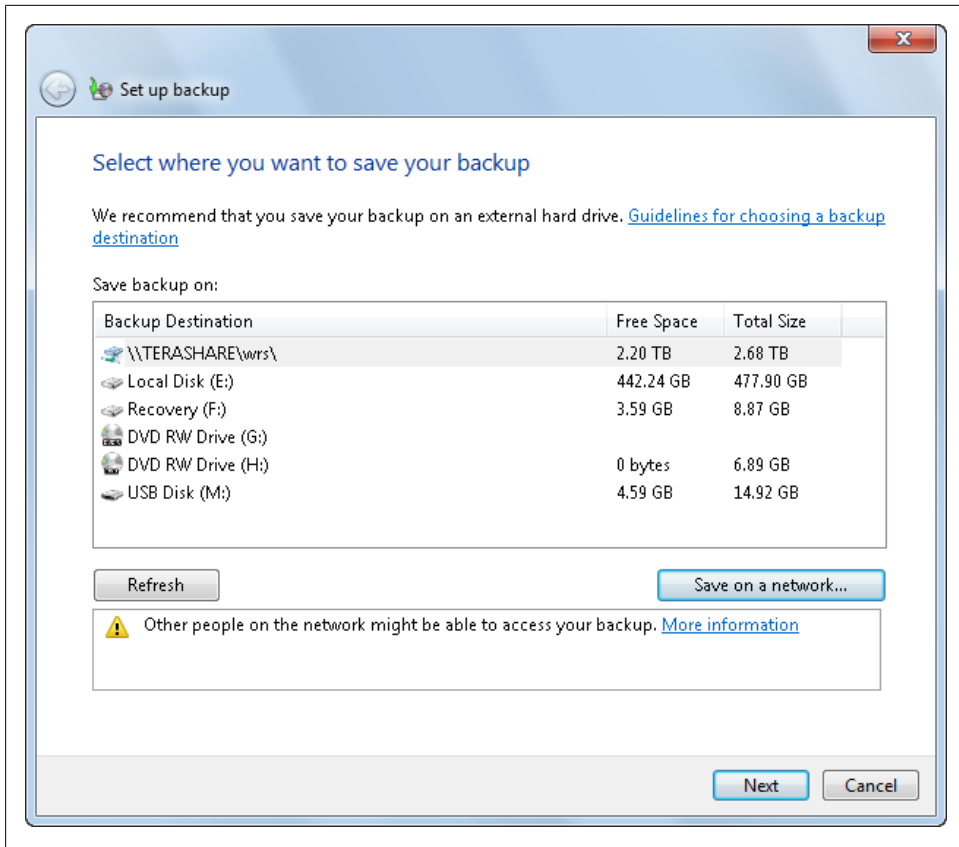 Set up backup
Select where you want to save your backup
We recommend that you save your backup on an external hard drive. Guidelines for choosing a backup
destination
Save backup on:
Backup Destination Free Space Total Size
\\TERASHARE\wrs\ 2.20 TB 2.68 TB
Local Disk (E:) 442.24 GB 477.90 GB
Recovery (F:) 3.59 GB 8.87 GB
DVD RW Drive (G:)
DVD RW Drive (H:) 0 bytes 6.89 GB
USB Disk (M:) 4.59 GB 14.92 GB
Refresh Save on a network...
Other people on the network might be able to access your backup. More information
Next Cancel